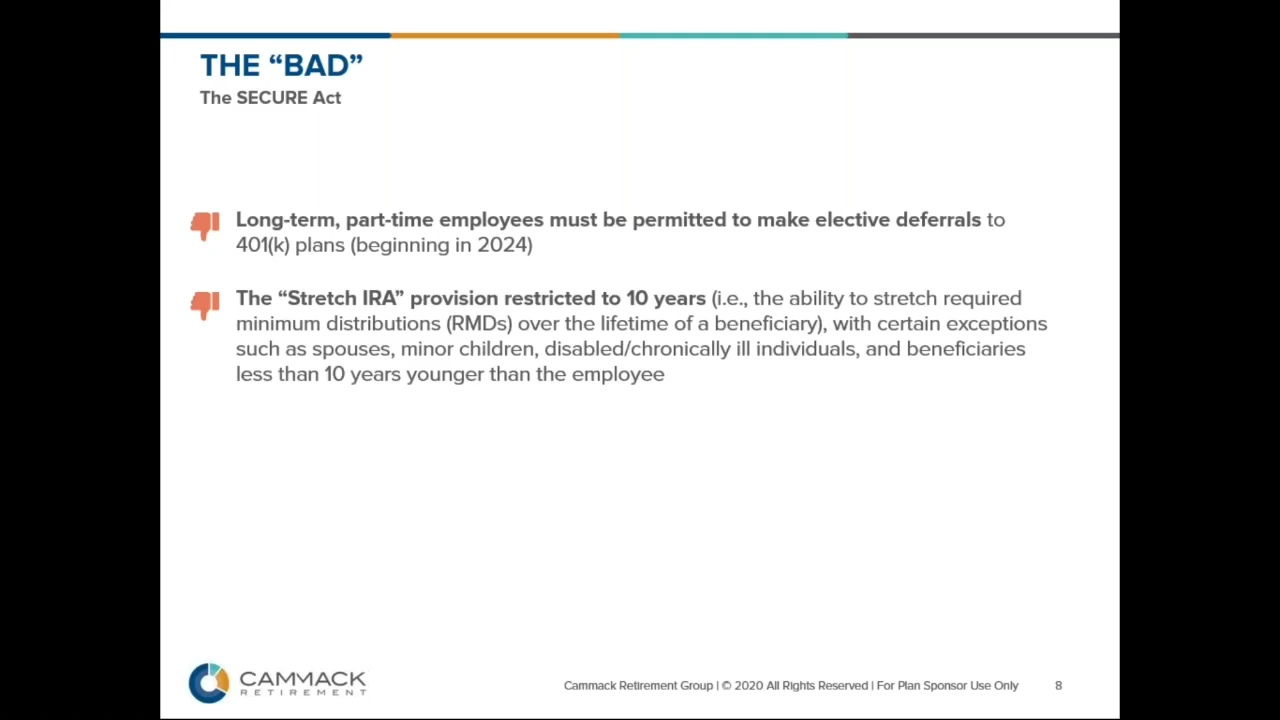 THE “BAD”
The SECURE Act
Long-term, part-time employees must be permitted to make elective deferrals to
401(k) plans (beginning in 2024)
The “Stretch IRA” provision restricted to 10 years (i.e., the ability to stretch required
minimum distributions (RMDs) over the lifetime of a beneficiary), with certain exceptions
such as spouses, minor children, disabled/chronically ill individuals, and beneficiaries
less than 10 years younger than the employee
CAMMACK
RETIREMENT
Cammack Retirement Group | © 2020 All Rights Reserved | For Plan Sponsor Use Only 8